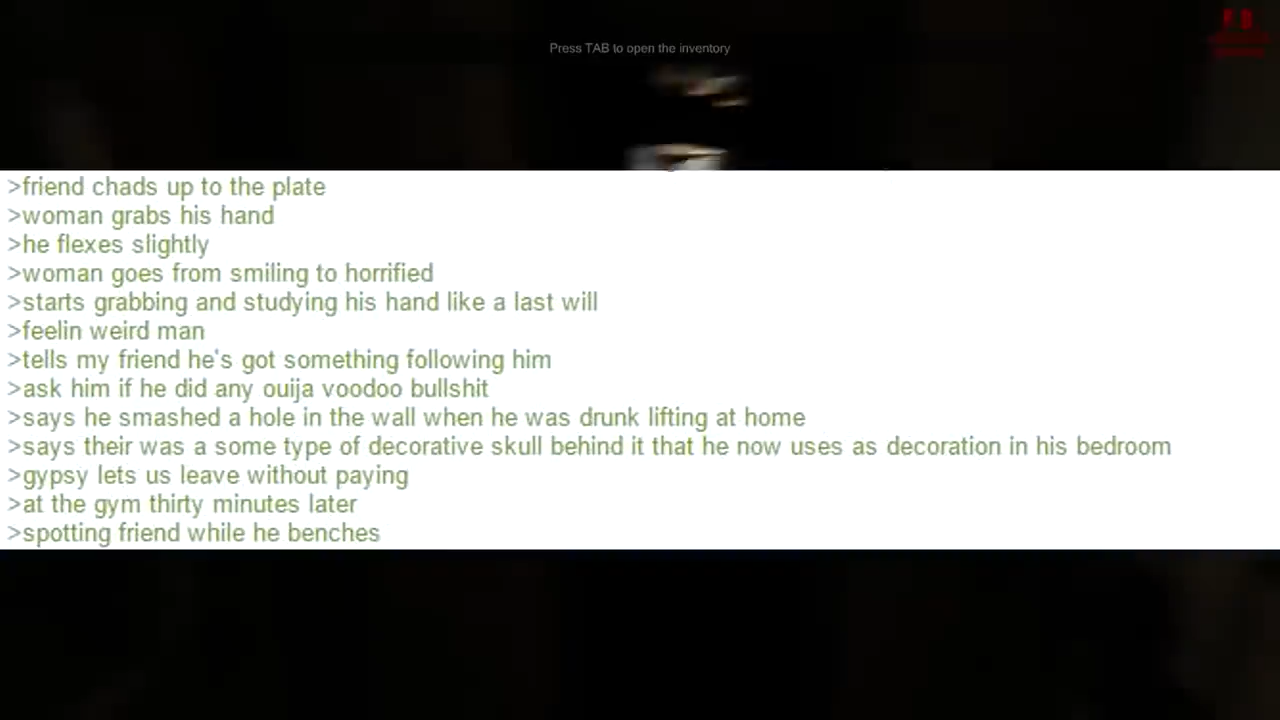 Press TAB to open the inventory
>friend chads up to the plate
>woman grabs his hand
>he flexes slightly
>woman goes from smiling to horrified
>starts grabbing and studying his hand like a last will
>feelin weird man
>tells my friend he's got something following him
>ask him if he did any ouija voodoo bullshit
>says he smashed a hole in the wall when he was drunk lifting at home
>says their was a some type of decorative skull behind it that he now uses as decoration in his bedroom
>gypsy lets us leave without paying
>at the gym thirty minutes later
>spotting friend while he benches